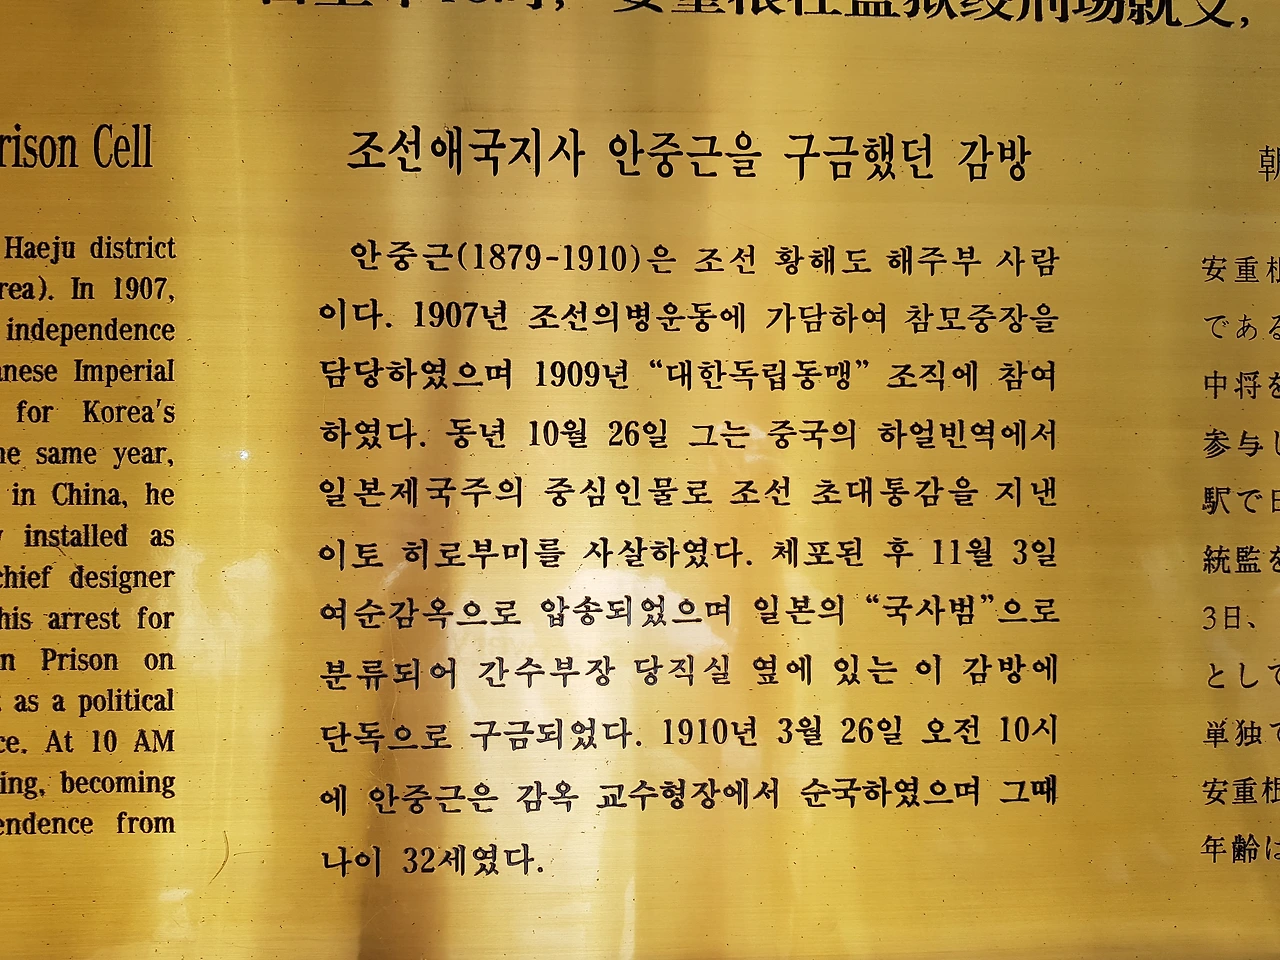 安重根在監狱绞刑场就义,
rison Cell
Haeju district
rea). In 1907,
independence
anese Imperial
for Korea's
he same year,
in China, he
installed as
chief designer
his arrest for
n Prison on
as a political
ce. At 10 AM
ing, becoming
endence from
조선애국지사 안중근을 구금했던 감방
안중근(1879-1910)은 조선 황해도 해주부 사람
이다. 1907년 조선의병운동에 가담하여 참모중장을
담당하였으며 1909년 “대한독립동맹” 조직에 참여
하였다. 동년 10월 26일 그는 중국의 하얼빈역에서
일본제국주의 중심인물로 조선 초대통감을 지낸
이토 히로부미를 사살하였다. 체포된 후 11월 3일
여순감옥으로 압송되었으며 일본의 “국사범”으로
분류되어 간수부장 당직실 옆에 있는 이 감방에
단독으로 구금되었다. 1910년 3월 26일 오전 10시
에 안중근은 감옥 교수형장에서 순국하였으며 그때
나이 32세였다.
朝
安重根
である
中将を
参与し
駅で日
統監を
3日、
として
単独で
安重根
年齢は